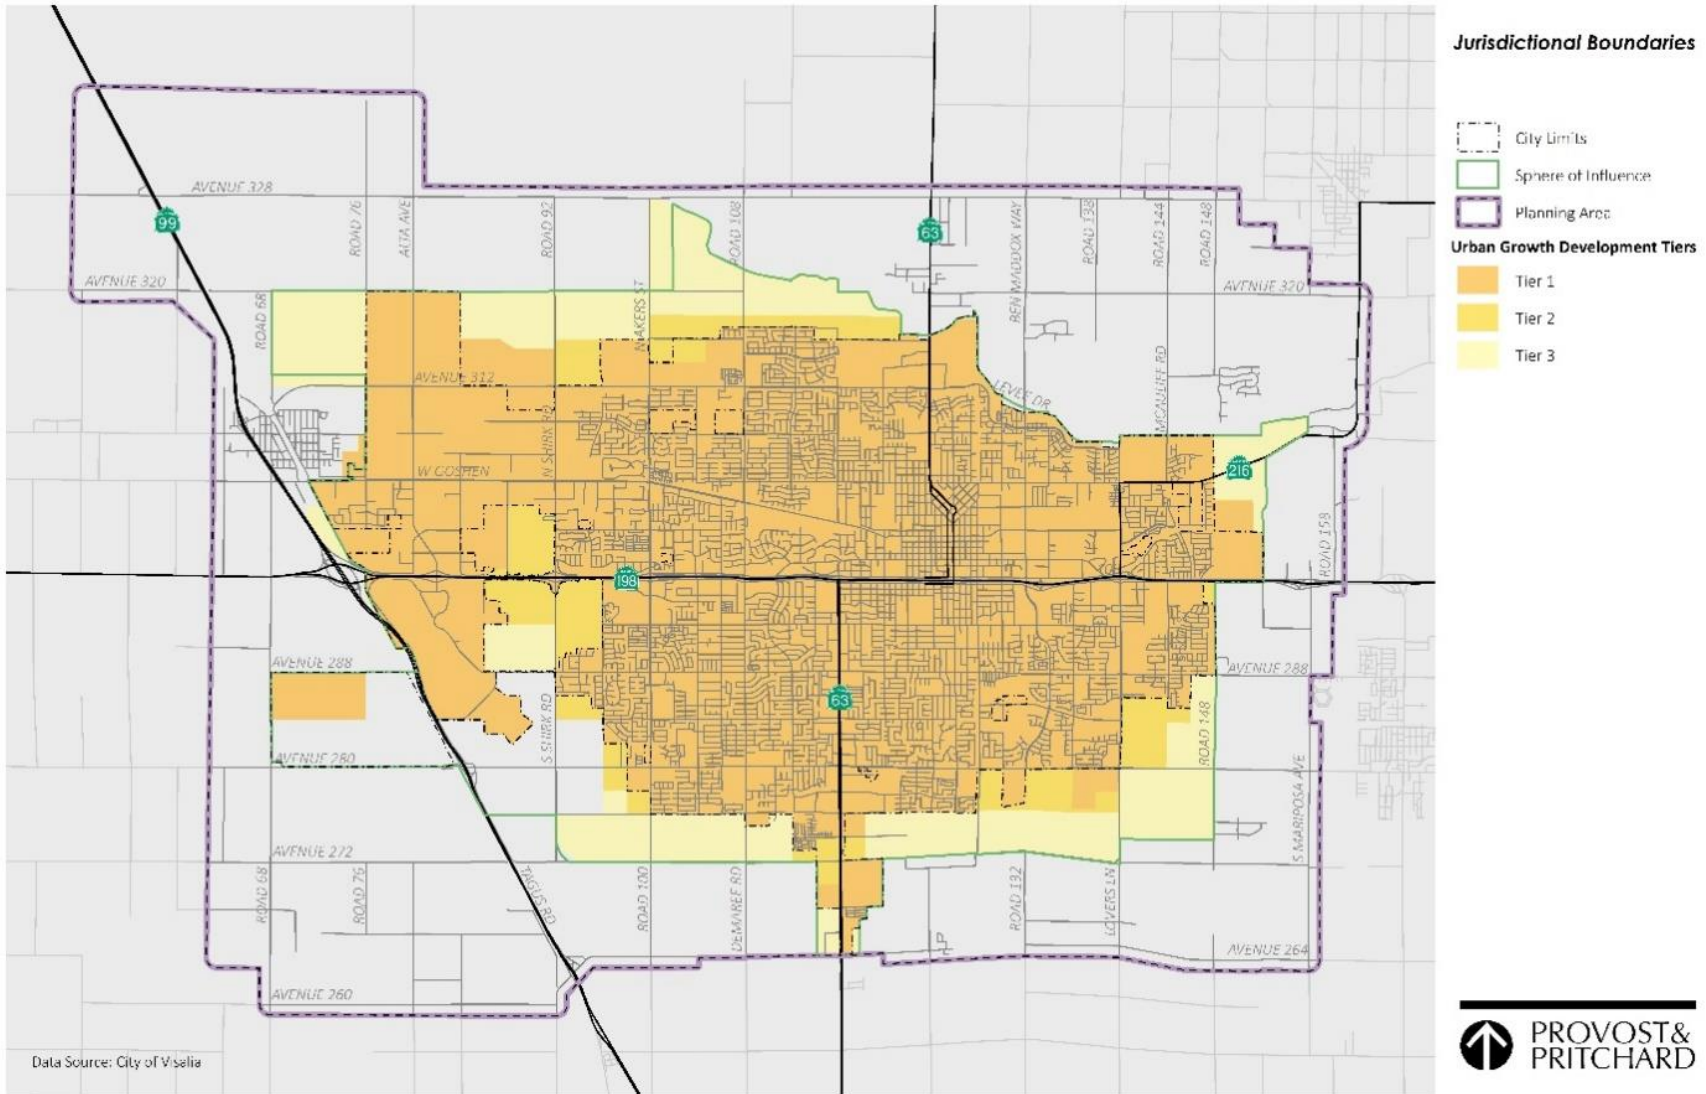 Jurisdictional Boundaries
City Limits
Sphere of Influence
Planning Area
Urban Growth Development Tiers
Tier 1
Tier 2
Tier 3
AVENUE 328
99
ROAD 76
ALTA AVE
ROAD 92
ROAD 108
63
BEN MADDOX WAY
ROAD 138
ROAD 144
ROAD 148
AVENUE 320
AVENUE 320
ROAD 68
N AKERS ST
AVENUE 312
LEVEE DR
MCAULIFF RD
N SHIRK RD
W GOSHEN
216
ROAD 158
198
AVENUE 288
AVENUE 288
63
S SHIRK RD
ROAD 148
AVENUE 280
S MARIPOSA AVE
AVENUE 272
ROAD 68
ROAD 76
TAGUS RD
ROAD 100
DEMAREE RD
ROAD 132
LOVERS LN
AVENUE 264
AVENUE 260
Data Source: City of Visalia
PROVOST&
PRITCHARD